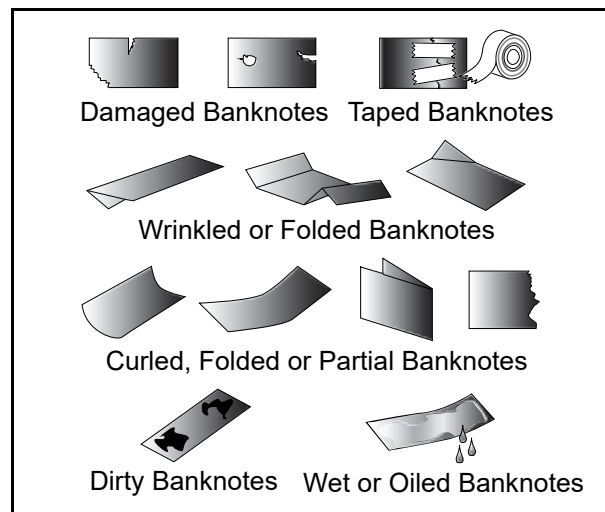 Damaged Banknotes Taped Banknotes
Wrinkled or Folded Banknotes
Curled, Folded or Partial Banknotes
Dirty Banknotes Wet or Oiled Banknotes